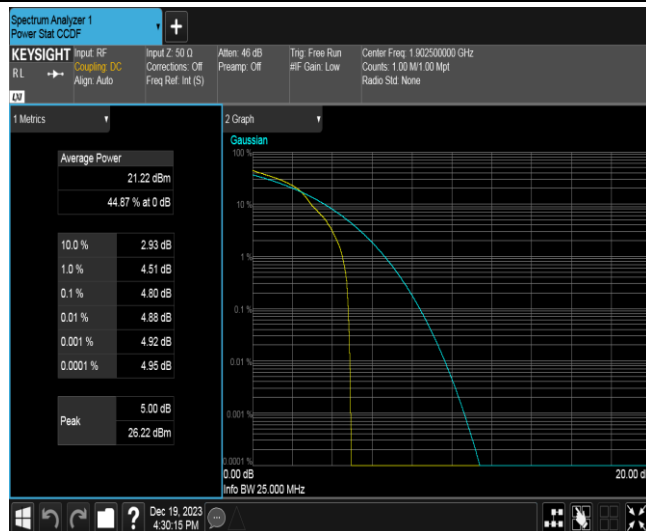 Spectrum Analyzer 1
Power Stat CCDF
+
KEYSIGHT
RL
LXI
Input: RF
Coupling: DC
Align: Auto
Input Z: 50 Ω
Corrections: Off
Freq Ref: Int (S)
Atten: 46 dB
Preamp: Off
Trig: Free Run
#IF Gain: Low
Center Freq: 1.902500000 GHz
Counts: 1.00 M/1.00 Mpt
Radio Std: None
1 Metrics
Average Power
21.22 dBm
44.87 % at 0 dB
10.0 % 2.93 dB
1.0 % 4.51 dB
0.1 % 4.80 dB
0.01 % 4.88 dB
0.001 % 4.92 dB
0.0001 % 4.95 dB
Peak
5.00 dB
26.22 dBm
2 Graph
Gaussian
100 %
10 %
1 %
0.1 %
0.01 %
0.001 %
0.0001 %
0.00 dB
20.00 d
Info BW 25.000 MHz
?
Dec 19, 2023
4:30:15 PM